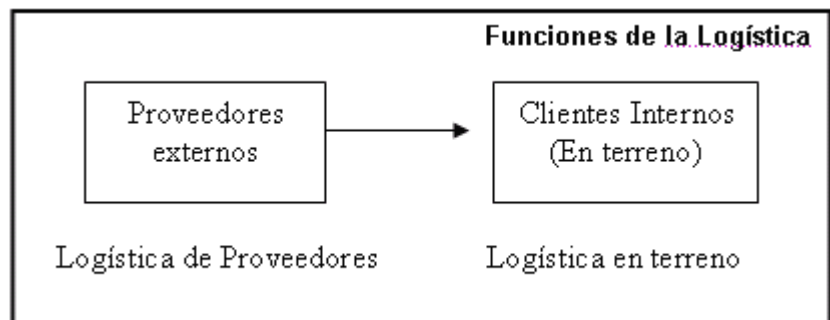 Funciones de la Logística
Proveedores
externos
Clientes Internos
(En terreno)
Logística de Proveedores
Logística en terreno